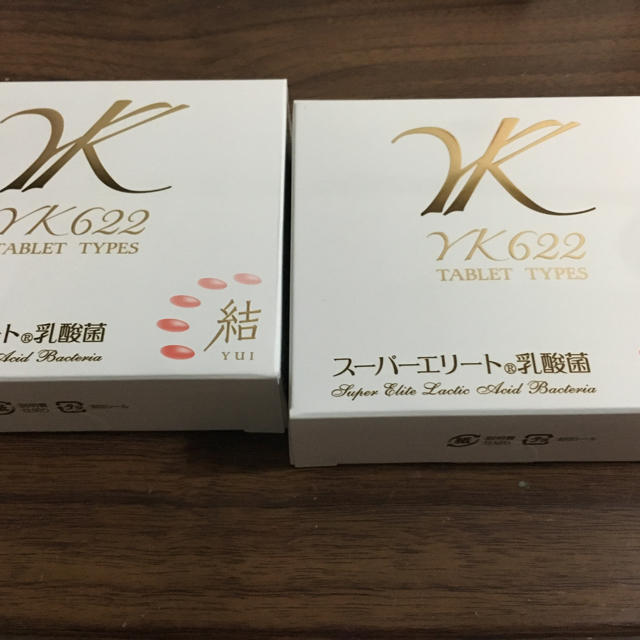 YK622
TABLET TYPES
結
YUI
ート®乳酸菌
Acid Bacteria
YK622
TABLET TYPES
スーパーエリート®乳酸菌
Super Elite Lactic Acid Bacteria